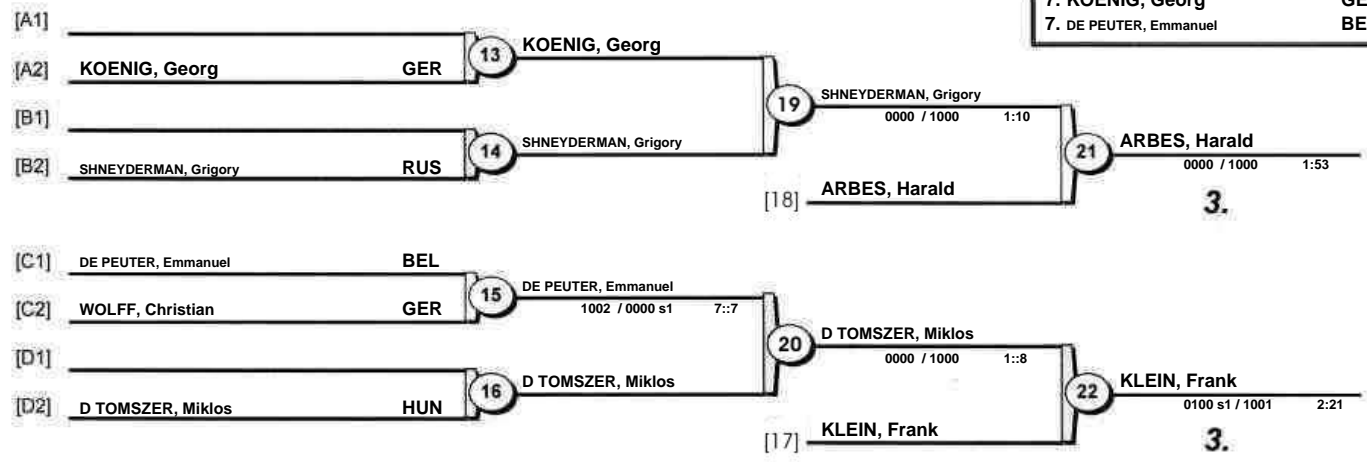 7. KOENIG, Georg GE
7. DE PEUTER, Emmanuel BE
[A1]
[A2] KOENIG, Georg GER
13 KOENIG, Georg
[B1]
[B2] SHNEYDERMAN, Grigory RUS
14 SHNEYDERMAN, Grigory
19 SHNEYDERMAN, Grigory
0000 / 1000 1:10
[18] ARBES, Harald
21 ARBES, Harald
0000 / 1000 1:53
3.
[C1] DE PEUTER, Emmanuel BEL
[C2] WOLFF, Christian GER
15 DE PEUTER, Emmanuel
1002 / 0000 s1 7::7
[D1]
[D2] D TOMSZER, Miklos HUN
16 D TOMSZER, Miklos
20 D TOMSZER, Miklos
0000 / 1000 1::8
[17] KLEIN, Frank
22 KLEIN, Frank
0100 s1 / 1001 2:21
3.